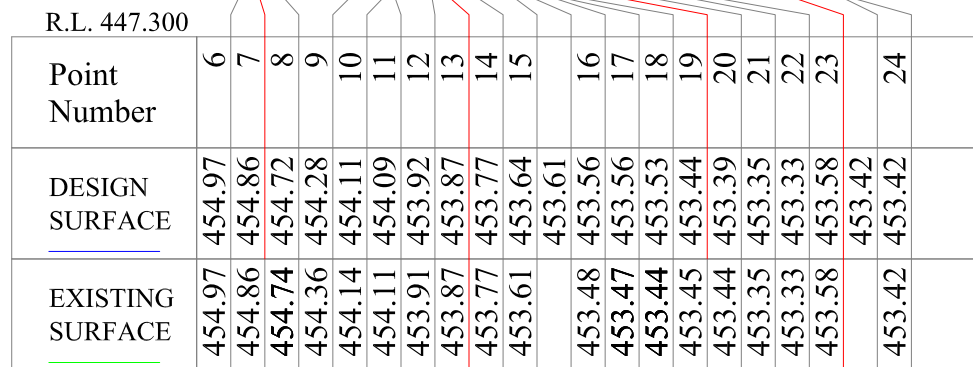 R.L. 447.300
Point
Number
6 7 8 9 10 11 12 13 14 15 16 17 18 19 20 21 22 23 24
DESIGN
SURFACE
454.97 454.86 454.72 454.28 454.11 454.09 453.92 453.87 453.77 453.64 453.61 453.56 453.56 453.53 453.44 453.39 453.35 453.33 453.58 453.42 453.42
EXISTING
SURFACE
454.97 454.86 454.74 454.36 454.14 454.11 453.91 453.87 453.77 453.61 453.48 453.47 453.44 453.45 453.44 453.35 453.33 453.58 453.42